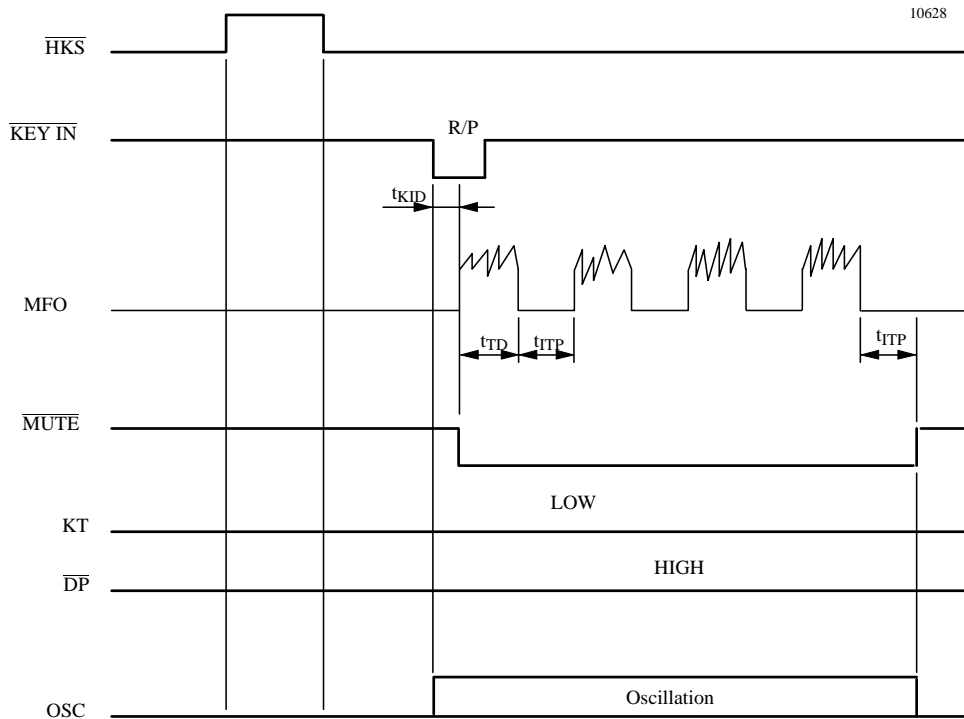 10628
HKS
KEY IN
R/P
tKID
MFO
tTD
tITP
tITP
MUTE
LOW
KT
HIGH
DP
Oscillation
OSC